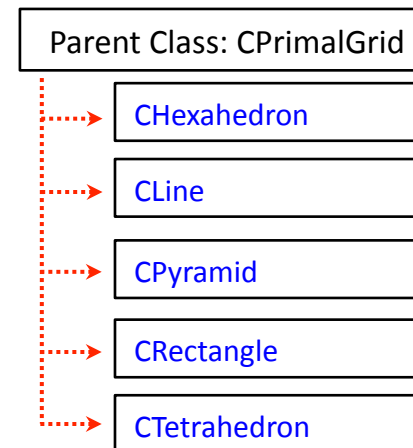 Parent Class: CPrimalGrid
CHexahedron
CLine
CPyramid
CRectangle
CTetrahedron